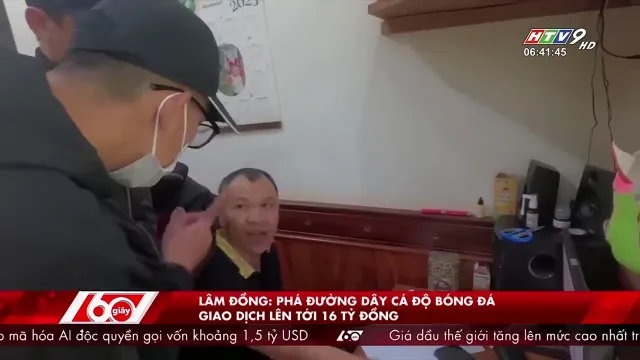 2025
HTV9 HD
06:41:45
60 giây
LÂM ĐỒNG: PHÁ ĐƯỜNG DÂY CÁ ĐỘ BÓNG ĐÁ
GIAO DỊCH LÊN TỚI 16 TỶ ĐỒNG
mã hóa AI độc quyền gọi vốn khoảng 1,5 tỷ USD Giá dầu thế giới tăng lên mức cao nhất